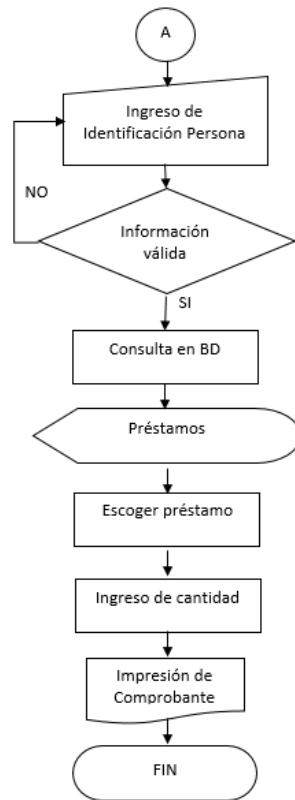 A
Ingreso de
Identificación Persona
NO
Información
válida
SI
Consulta en BD
Préstamos
Escoger préstamo
Ingreso de cantidad
Impresión de
Comprobante
FIN